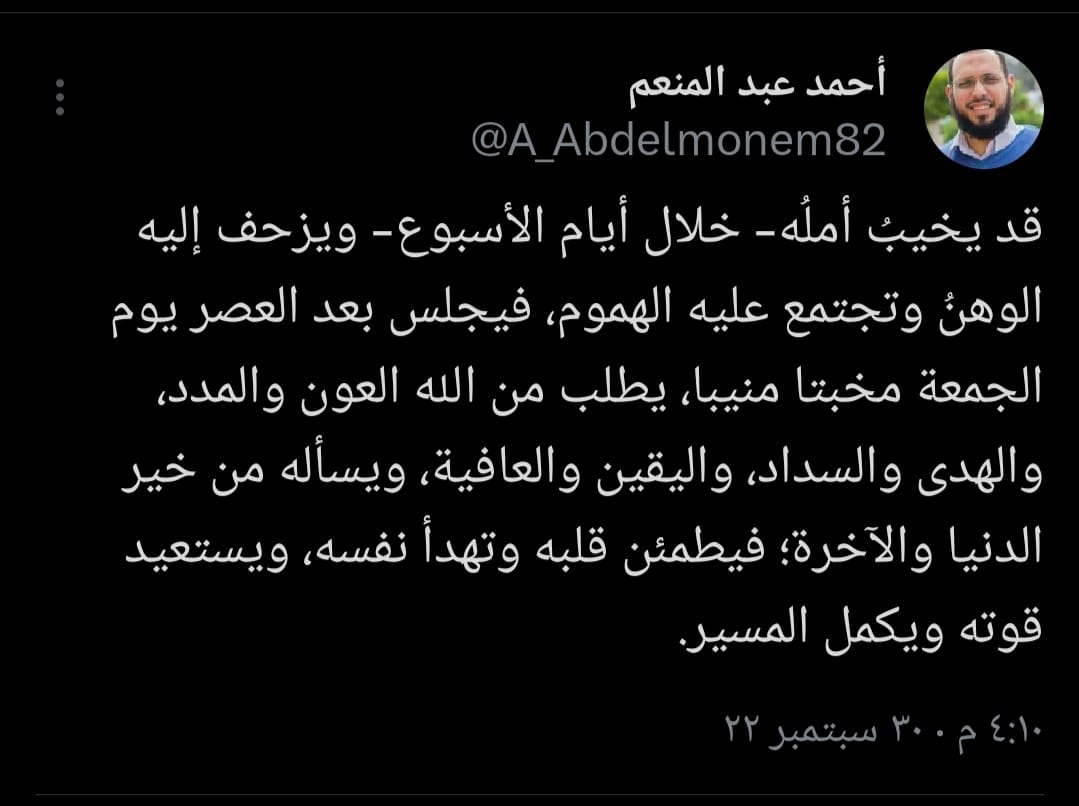 أحمد عبد المنعم
@A_Abdelmonem82
قد يخيبُ أملُه- خلال أيام الأسبوع- ويزحف إليه
الوهنُ وتجتمع عليه الهموم، فيجلس بعد العصر يوم
الجمعة مخبتا منيبا، يطلب من الله العون والمدد،
والهدى والسداد، واليقين والعافية، ويسأله من خير
الدنيا والآخرة؛ فيطمئن قلبه وتهدأ نفسه، ويستعيد
قوته ويكمل المسير.
٤:١٠ م . ٣٠ سبتمبر ٢٢